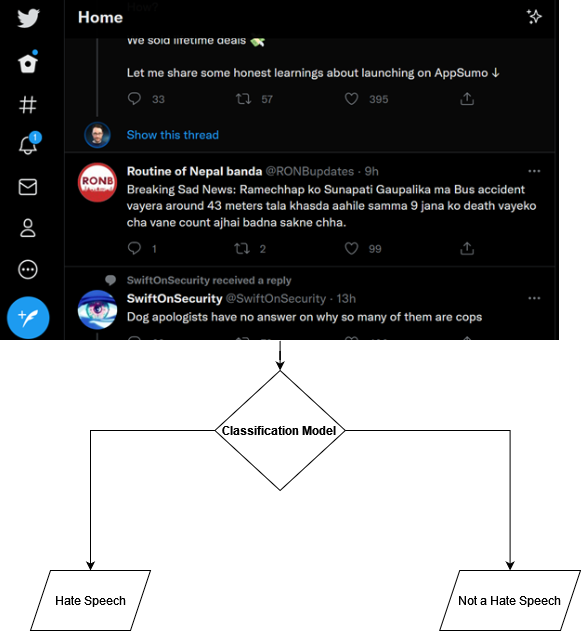 How?
Home
We sold lifetime deals 💸
Let me share some honest learnings about launching on AppSumo ↓
33 57 395
Show this thread
RONB
Routine of Nepal banda @RONBupdates · 9h
Breaking Sad News: Ramechhap ko Sunapati Gaupalika ma Bus accident
vayera around 43 meters tala khasda aahile samma 9 jana ko death vayeko
cha vane count ajhai badna sakne chha.
1 2 99
1
SwiftOnSecurity received a reply
SwiftOnSecurity @SwiftOnSecurity · 13h
Dog apologists have no answer on why so many of them are cops
Classification Model
Hate Speech
Not a Hate Speech